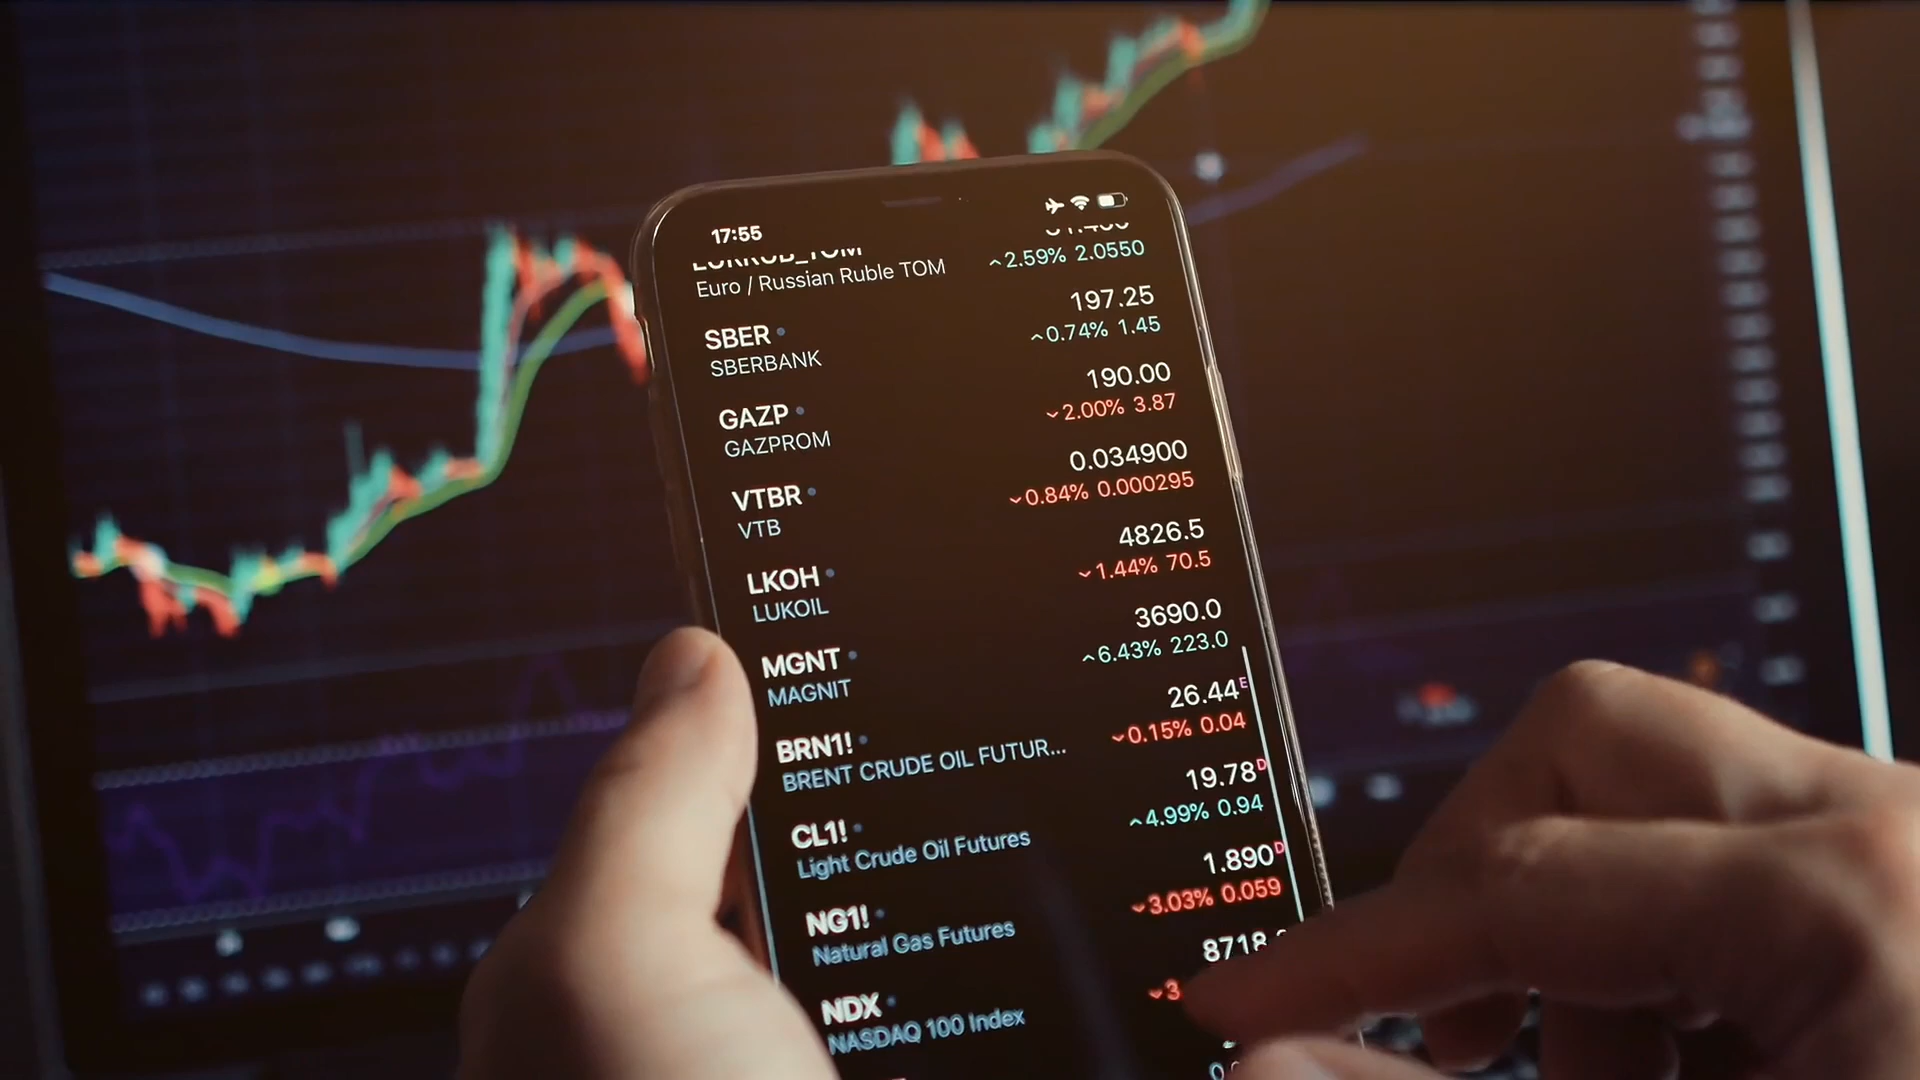 17:55
2.59% 2.0550
Euro / Russian Ruble TOM
197.25
SBER
0.74% 1.45
SBERBANK
190.00
GAZP
2.00% 3.87
GAZPROM
0.034900
VTBR
0.84% 0.000295
VTB
4826.5
LKOH
1.44% 70.5
LUKOIL
3690.0
MGNT
6.43% 223.0
MAGNIT
26.44 E
BRN1!
0.15% 0.04
BRENT CRUDE OIL FUTUR...
19.78 D
CL1!
4.99% 0.94
Light Crude Oil Futures
1.890 D
NG1!
3.03% 0.059
Natural Gas Futures
8718
NDX
3
NASDAQ 100 Index